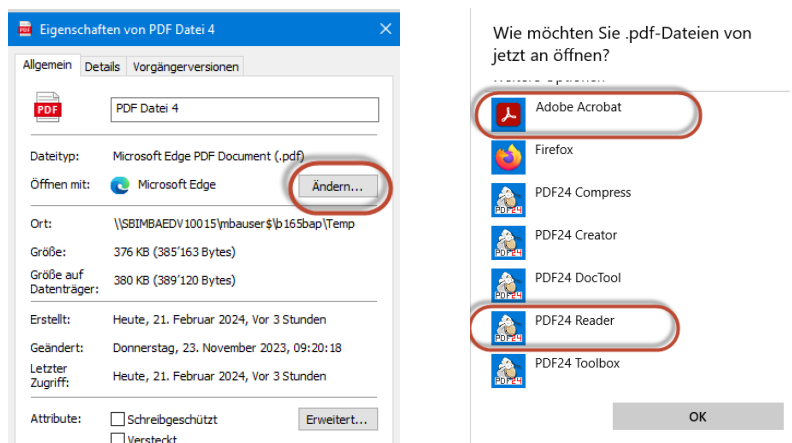 Eigenschaften von PDF Datei 4
Allgemein Details Vorgängerversionen
PDF
PDF Datei 4
Dateityp: Microsoft Edge PDF Document (.pdf)
Öffnen mit: Microsoft Edge Ändern...
Ort: \\SBIMBAEDV10015\mbauser$\b165bap\Temp
Größe: 376 KB (385'163 Bytes)
Größe auf
Datenträger: 380 KB (389'120 Bytes)
Erstellt: Heute, 21. Februar 2024, Vor 3 Stunden
Geändert: Donnerstag, 23. November 2023, 09:20:18
Letzter
Zugriff: Heute, 21. Februar 2024, Vor 3 Stunden
Attribute: Schreibgeschützt Erweitert...
Versteckt
Wie möchten Sie .pdf-Dateien von
jetzt an öffnen?
Weitere Optionen
Adobe Acrobat
Firefox
PDF24 Compress
PDF24 Creator
PDF24 DocTool
PDF24 Reader
PDF24 Toolbox
OK